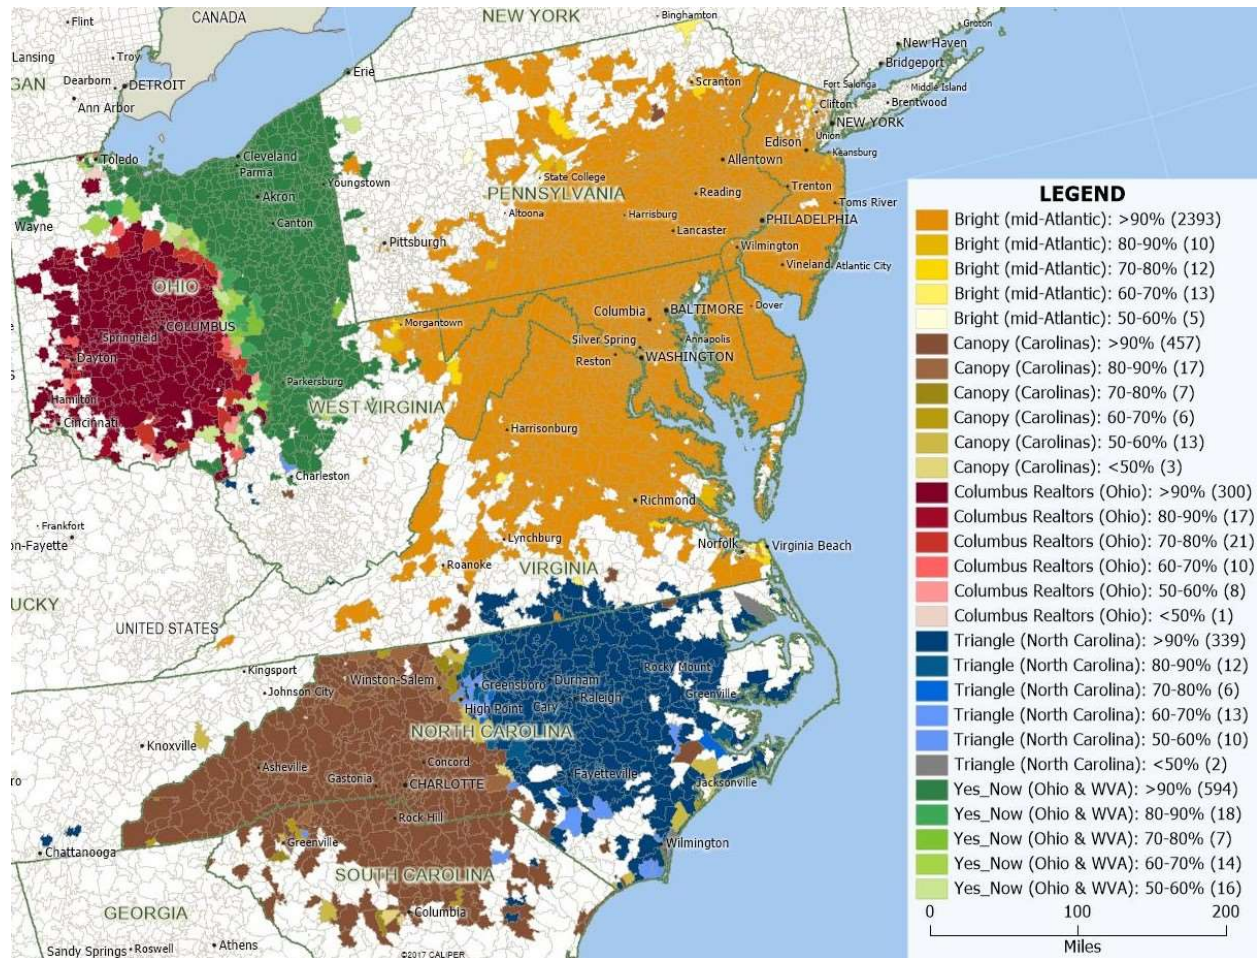 CANADA
NEW YORK
Binghamton
Groton
Flint
Lansing
Troy
Dearborn
DETROIT
GAN
Ann Arbor
Erie
Scranton
New Haven
Bridgeport
Fort Salonga
Middle Island
Brentwood
Clifton
NEW YORK
Union
Edison
Keansburg
Toledo
Cleveland
Parma
Akron
Canton
Youngstown
Allentown
State College
PENNSYLVANIA
Reading
Trenton
Toms River
Altoona
Harrisburg
PHILADELPHIA
Lancaster
Wayne
Pittsburgh
Wilmington
Vineland
Atlantic City
OHIO
COLUMBUS
Springfield
Dayton
Hamilton
Cincinnati
Morgantown
Columbia
BALTIMORE
Dover
Silver Spring
Annapolis
Reston
WASHINGTON
Parkersburg
WEST VIRGINIA
Harrisonburg
Charleston
Richmond
Frankfort
on-Fayette
Lynchburg
Norfolk
Virginia Beach
Roanoke
VIRGINIA
UCKY
UNITED STATES
Kingsport
Johnson City
Winston-Salem
Greensboro
Durham
Rocky Mount
Raleigh
Greenville
High Point
Cary
NORTH CAROLINA
Knoxville
Asheville
Concord
Gastonia
CHARLOTTE
Fayetteville
Jacksonville
ro
Rock Hill
Chattanooga
Greenville
Wilmington
SOUTH CAROLINA
Columbia
GEORGIA
Sandy Springs
Roswell
Athens
©2017 CALIPER
LEGEND
Bright (mid-Atlantic): >90% (2393)
Bright (mid-Atlantic): 80-90% (10)
Bright (mid-Atlantic): 70-80% (12)
Bright (mid-Atlantic): 60-70% (13)
Bright (mid-Atlantic): 50-60% (5)
Canopy (Carolinas): >90% (457)
Canopy (Carolinas): 80-90% (17)
Canopy (Carolinas): 70-80% (7)
Canopy (Carolinas): 60-70% (6)
Canopy (Carolinas): 50-60% (13)
Canopy (Carolinas): <50% (3)
Columbus Realtors (Ohio): >90% (300)
Columbus Realtors (Ohio): 80-90% (17)
Columbus Realtors (Ohio): 70-80% (21)
Columbus Realtors (Ohio): 60-70% (10)
Columbus Realtors (Ohio): 50-60% (8)
Columbus Realtors (Ohio): <50% (1)
Triangle (North Carolina): >90% (339)
Triangle (North Carolina): 80-90% (12)
Triangle (North Carolina): 70-80% (6)
Triangle (North Carolina): 60-70% (13)
Triangle (North Carolina): 50-60% (10)
Triangle (North Carolina): <50% (2)
Yes_Now (Ohio & WVA): >90% (594)
Yes_Now (Ohio & WVA): 80-90% (18)
Yes_Now (Ohio & WVA): 70-80% (7)
Yes_Now (Ohio & WVA): 60-70% (14)
Yes_Now (Ohio & WVA): 50-60% (16)
0 100 200
Miles